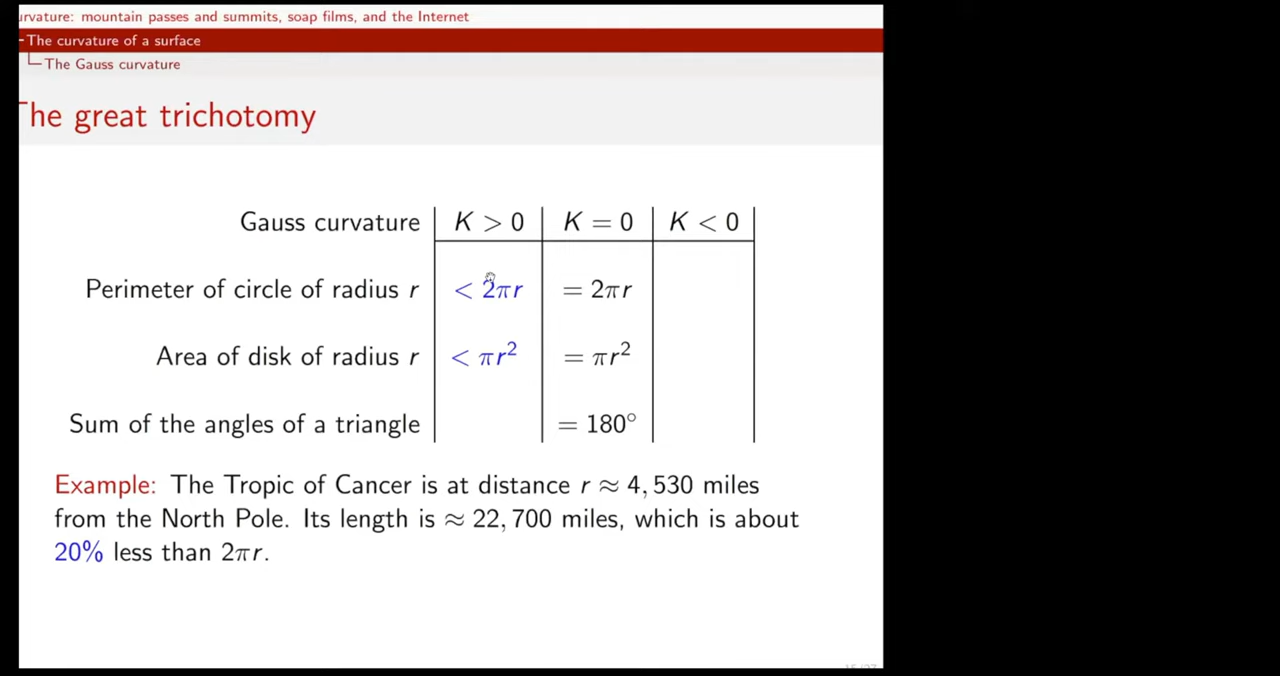 urvature: mountain passes and summits, soap films, and the Internet
The curvature of a surface
The Gauss curvature
The great trichotomy
Gauss curvature K > 0 K = 0 K < 0
Perimeter of circle of radius r < 2πr = 2πr
Area of disk of radius r < πr² = πr²
Sum of the angles of a triangle = 180°
Example: The Tropic of Cancer is at distance r ≈ 4, 530 miles
from the North Pole. Its length is ≈ 22, 700 miles, which is about
20% less than 2πr.